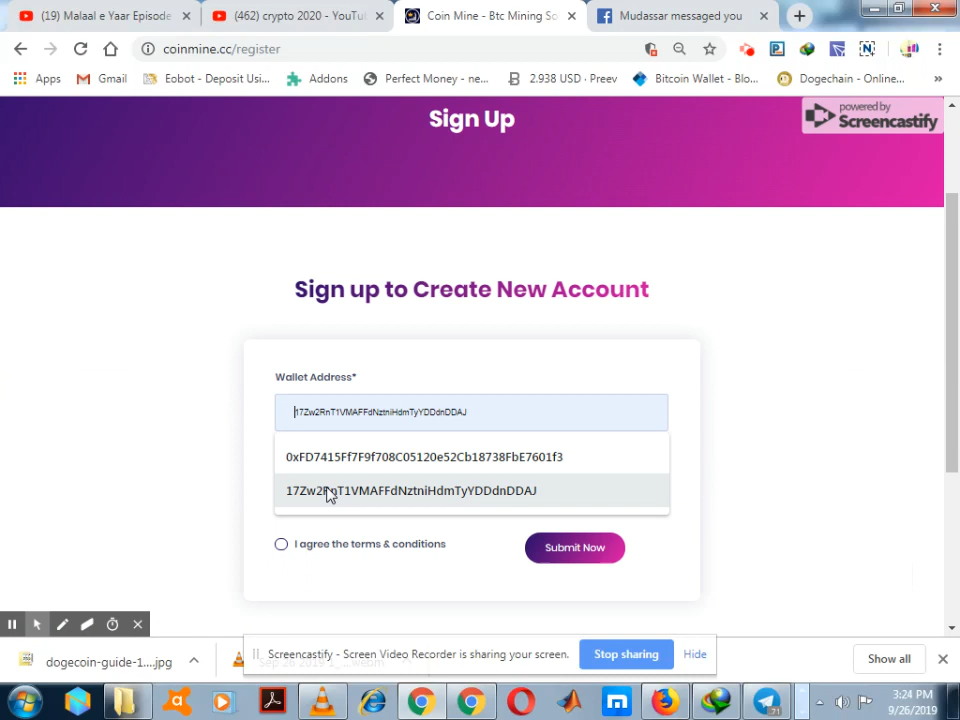 (19) Malaal e Yaar Episode
(462) crypto 2020 - YouTu
Coin Mine - Btc Mining So
Mudassar messaged you
coinmine.cc/register
Apps
Gmail
Eobot - Deposit Usi...
Addons
Perfect Money - ne...
2.938 USD · Preev
Bitcoin Wallet - Blo...
Dogechain - Online...
»
Sign Up
powered by
Screencastify
Sign up to Create New Account
Wallet Address*
17Zw2RnT1VMAFFdNztniHdmTyYDDdnDDAJ
0xFD7415Ff7F9f708C05120e52Cb18738FbE7601f3
17Zw2RnT1VMAFFdNztniHdmTyYDDdnDDAJ
I agree the terms & conditions
Submit Now
Screencastify - Screen Video Recorder is sharing your screen.
Stop sharing
Hide
dogecoin-guide-1....jpg
Show all
71
3:24 PM
9/26/2019